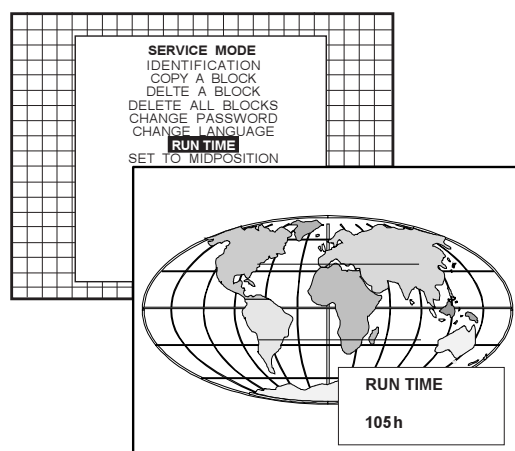 SERVICE MODE
IDENTIFICATION
COPY A BLOCK
DELTE A BLOCK
DELETE ALL BLOCKS
CHANGE PASSWORD
CHANGE LANGUAGE
RUN TIME
SET TO MIDPOSITION
RUN TIME
105h